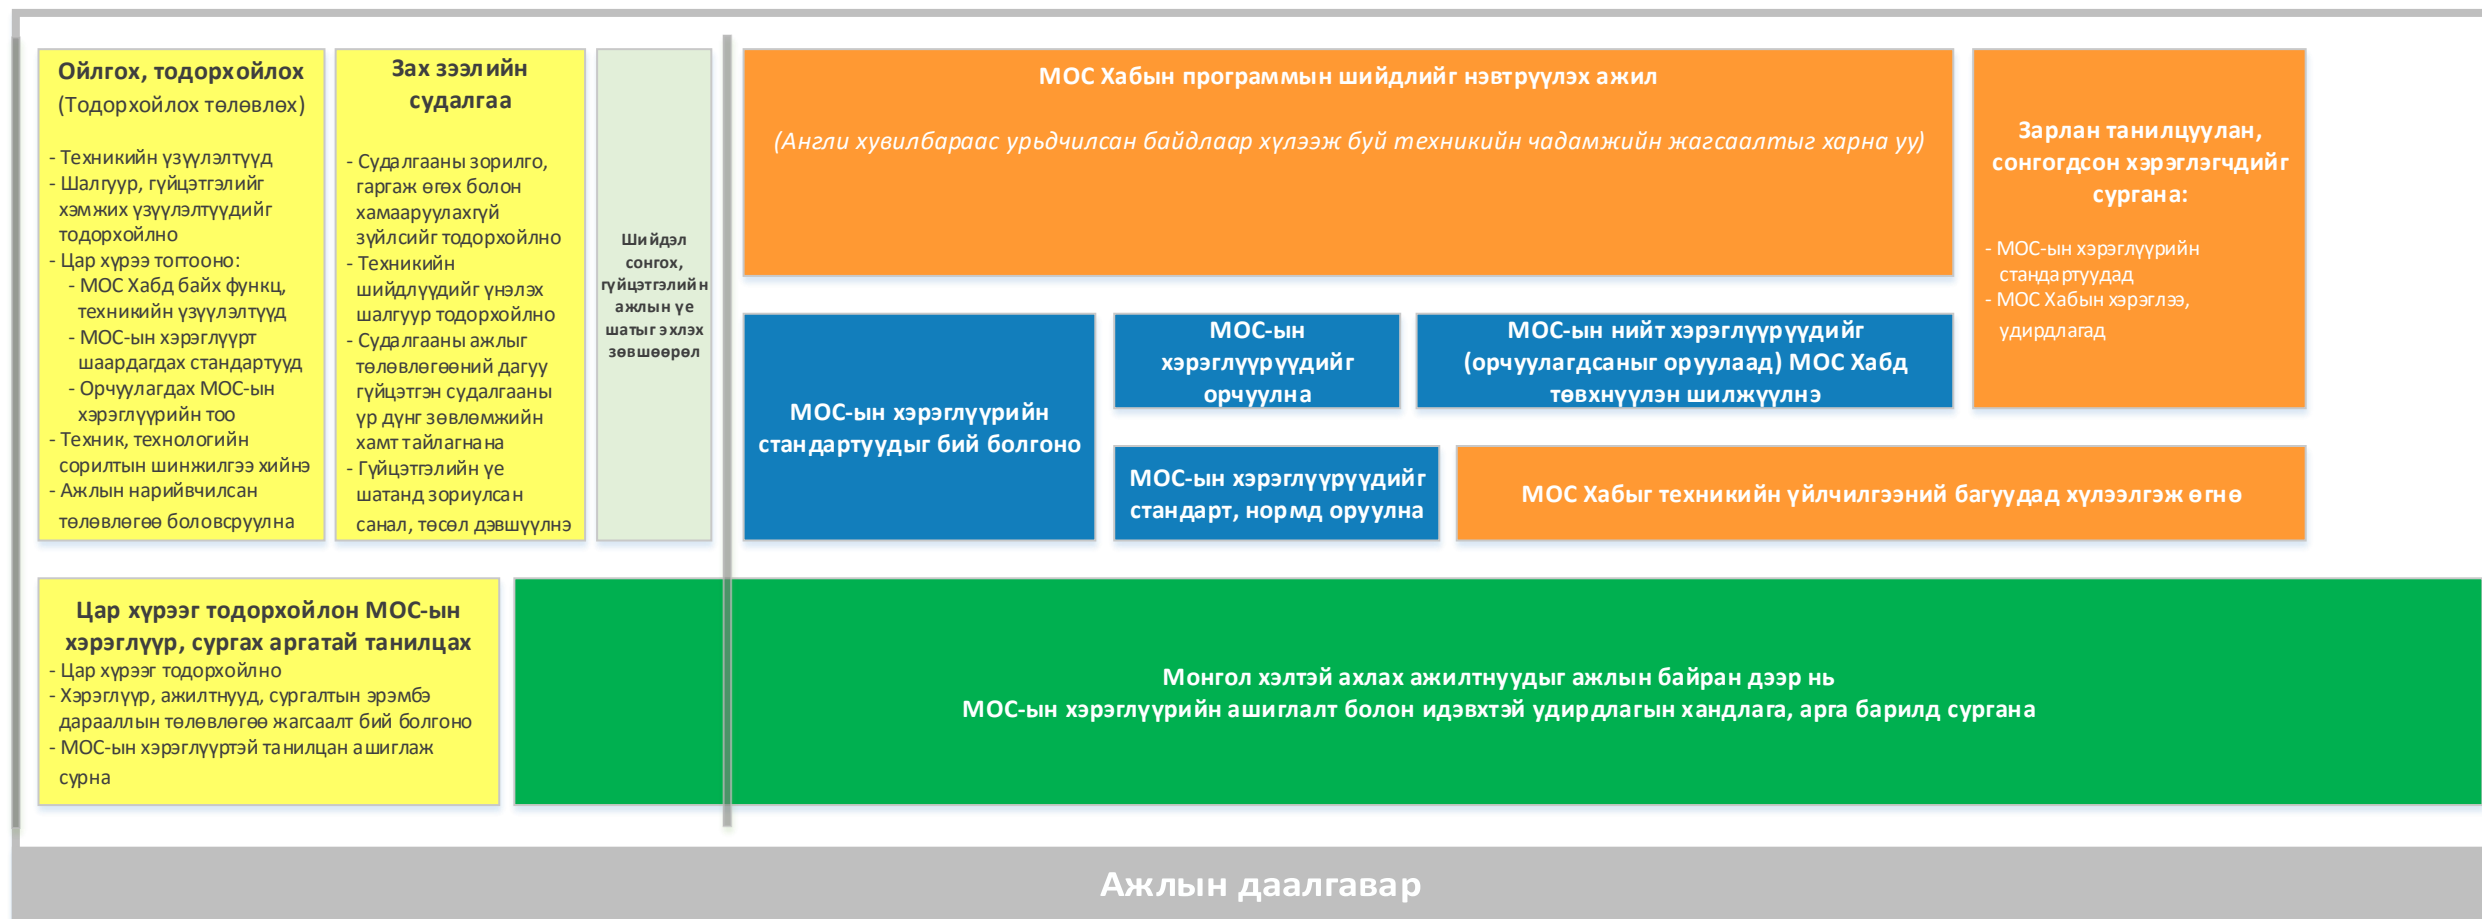 Ойлгох, тодорхойлох
(Тодорхойлох төлөвлөх)
- Техникийн үзүүлэлтүүд
- Шалгуур, гүйцэтгэлийг
хэмжих үзүүлэлтүүдийг
тодорхойлно
- Цар хүрээ тогтооно:
- МОС Хабд байх функц,
техникийн үзүүлэлтүүд
- МОС-ын хэрэглүүрт
шаардагдах стандартууд
- Орчуулагдах МОС-ын
хэрэглүүрийн тоо
- Техник, технологийн
сорилтын шинжилгээ хийнэ
- Ажлын нарийвчилсан
төлөвлөгөө боловсруулна
Зах зээлийн
судалгаа
- Судалгааны зорилго,
гаргаж өгөх болон
хамааруулахгүй
зүйлсийг тодорхойлно
- Техникийн
шийдлүүдийг үнэлэх
шалгуур тодорхойлно
- Судалгааны ажлыг
төлөвлөгөөний дагуу
гүйцэтгэн судалгааны
үр дүнг зөвлөмжийн
хамт тайлагнана
- Гүйцэтгэлийн үе
шатанд зориулсан
санал, төсөл дэвшүүлнэ
Шийдэл
сонгох,
гүйцэтгэлийн
ажлын үе
шатыг эхлэх
зөвшөөрөл
МОС Хабын программын шийдлийг нэвтрүүлэх ажил
(Англи хувилбараас урьдчилсан байдлаар хүлээж буй техникийн чадамжийн жагсаалтыг харна уу)
Зарлан танилцуулан,
сонгогдсон хэрэглэгчдийг
сургана:
- МОС-ын хэрэглүүрийн
стандартуудад
- МОС Хабын хэрэглээ,
удирдлагад
МОС-ын хэрэглүүрийн
стандартуудыг бий болгоно
МОС-ын
хэрэглүүрүүдийг
орчуулна
МОС-ын нийт хэрэглүүрүүдийг
(орчуулагдсаныг оруулаад) МОС Хабд
төвхнүүлэн шилжүүлнэ
МОС-ын хэрэглүүрүүдийг
стандарт, нормд оруулна
МОС Хабыг техникийн үйлчилгээний багуудад хүлээлгэж өгнө
Цар хүрээг тодорхойлон МОС-ын
хэрэглүүр, сургах аргатай танилцах
- Цар хүрээг тодорхойлно
- Хэрэглүүр, ажилтнууд, сургалтын эрэмбэ
дарааллын төлөвлөгөө жагсаалт бий болгоно
- МОС-ын хэрэглүүртэй танилцан ашиглаж
сурна
Монгол хэлтэй ахлах ажилтнуудыг ажлын байран дээр нь
МОС-ын хэрэглүүрийн ашиглалт болон идэвхтэй удирдлагын хандлага, арга барилд сургана
Ажлын даалгавар